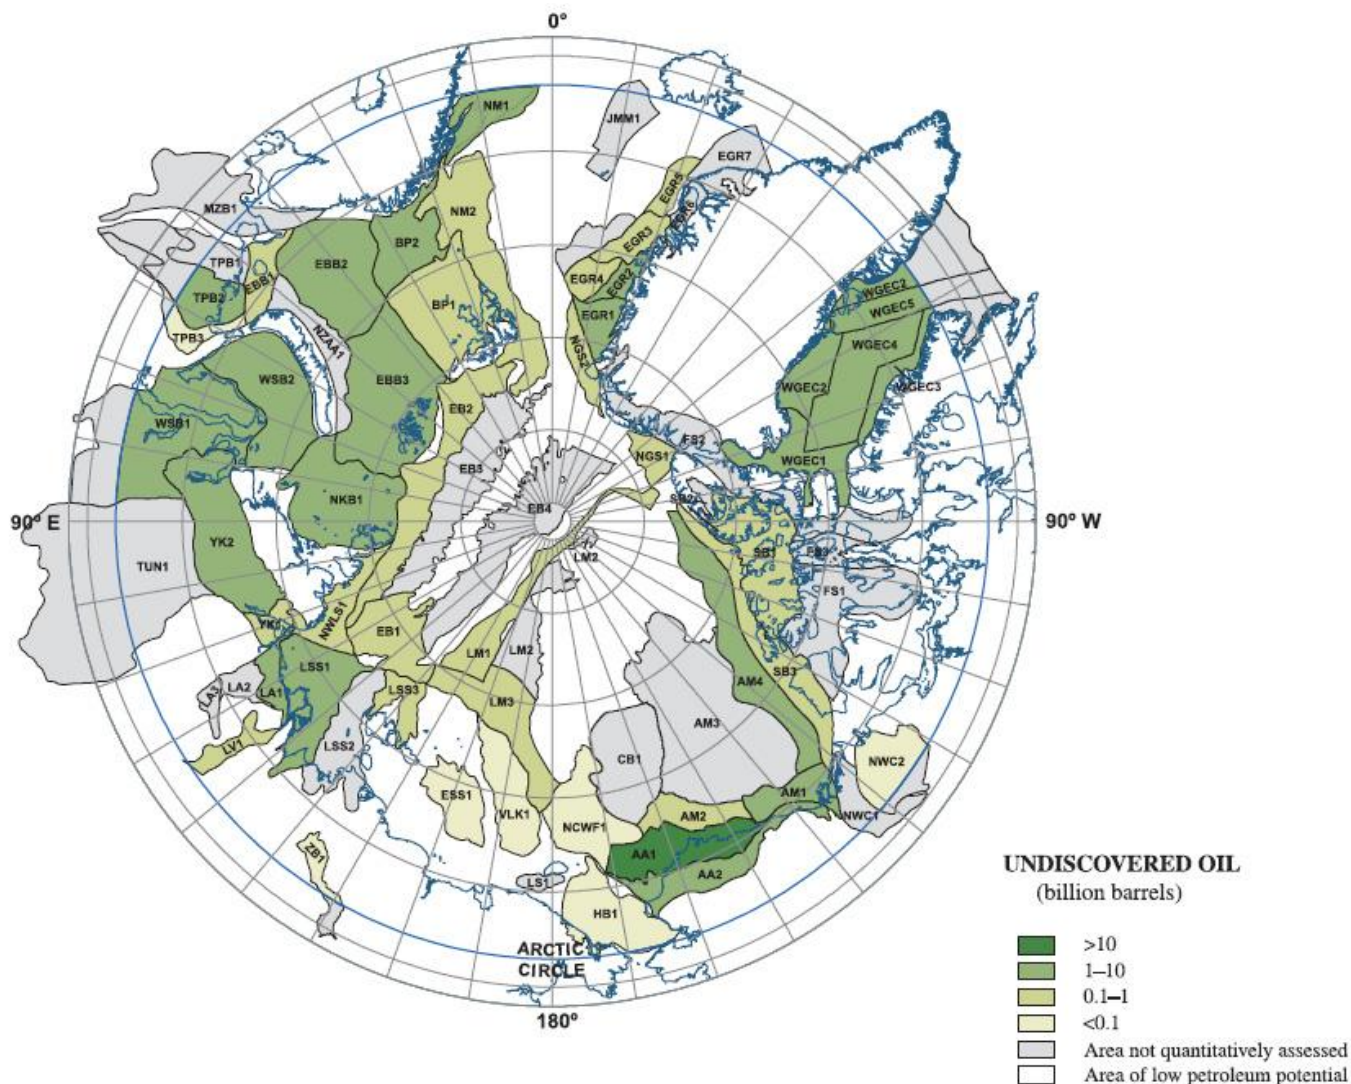 0°
NM1
JMM1
EGR7
MZB1
NM2
EGR5
EGR6
BP2
EGR3
TPB1
EBB2
EBB1
EGR4
EGR2
WGEC2
TPB2
BP1
EGR1
WGEC5
TPB3
NZAA1
NGS2
WGEC4
WSB2
EBB3
WGEC2
WGEC3
EB2
WSB1
FS2
NGS1
WGEC1
EB3
NKB1
SB2
EB4
90° E
90° W
YK2
SB1
LM2
TUN1
FS1
YK1
NWLS1
EB1
LSS1
LM1
LM2
SB3
LA3
LA2
LA1
LSS3
AM4
LM3
AM3
LV1
LSS2
CB1
NWC2
ESS1
AM1
VLK1
AM2
NWC1
NCWF1
ZB1
AA1
AA2
LS1
HB1
ARCTIC
CIRCLE
180°
UNDISCOVERED OIL
(billion barrels)
>10
1–10
0.1–1
<0.1
Area not quantitatively assessed
Area of low petroleum potential